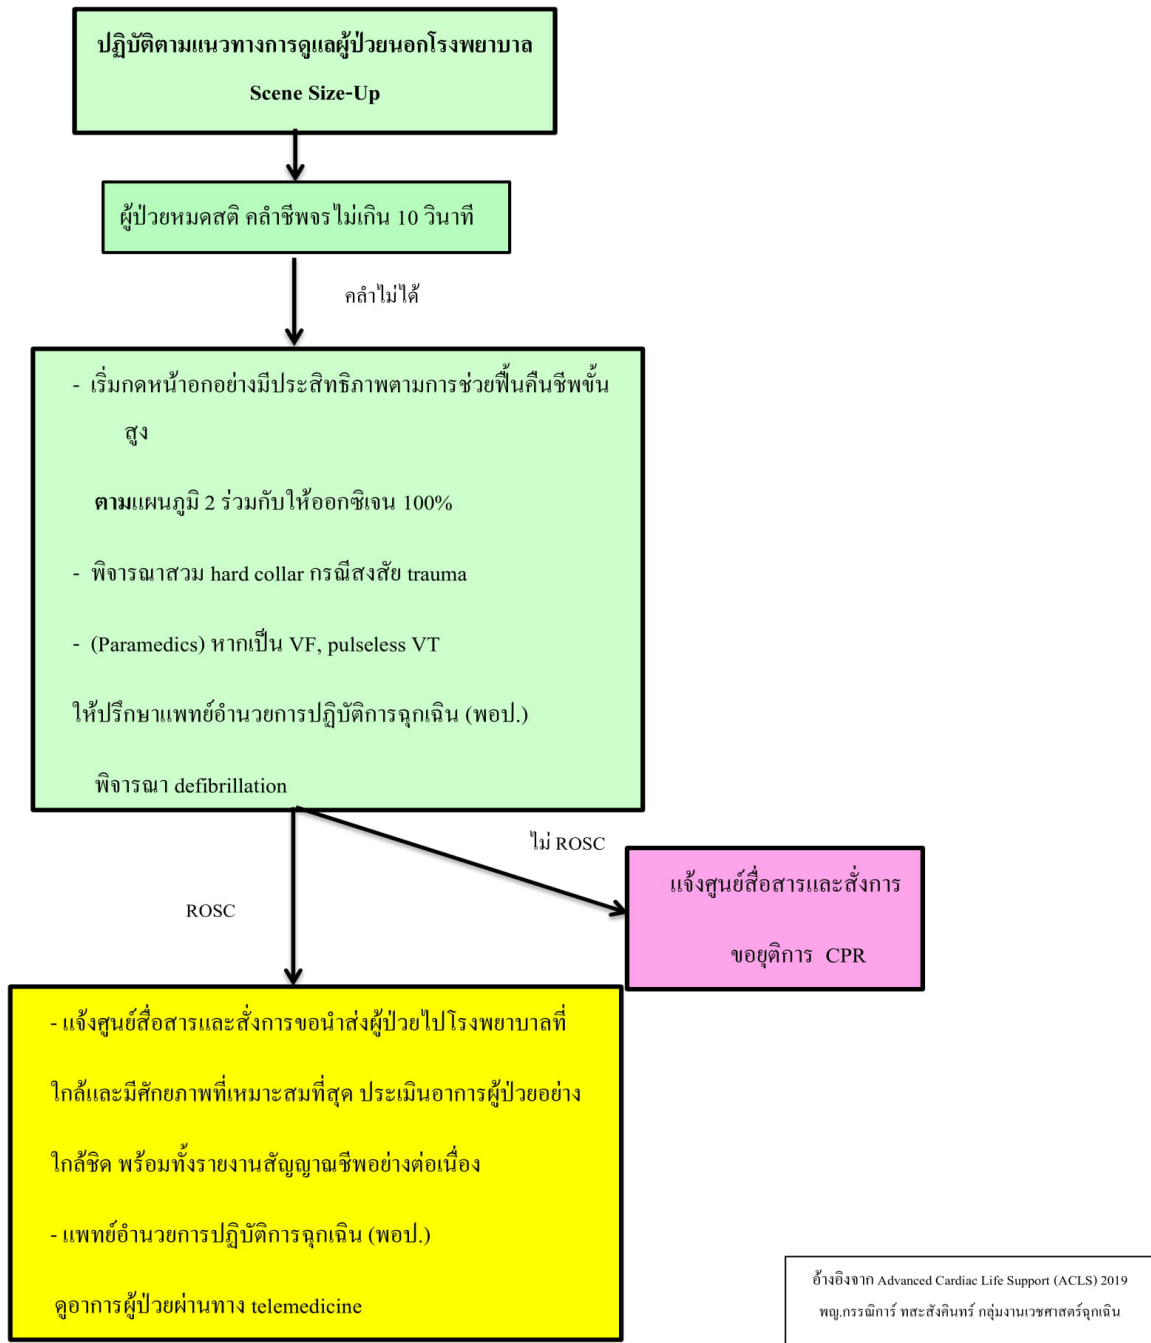 ปฏิบัติตามแนวทางการดูแลผู้ป่วยนอกโรงพยาบาล
Scene Size-Up
ผู้ป่วยหมดสติ คลำชีพจรไม่เกิน 10 วินาที
คลำไม่ได้
- เริ่มกดหน้าอกอย่างมีประสิทธิภาพตามการช่วยฟื้นคืนชีพขั้น
สูง
ตามแผนภูมิ 2 ร่วมกับให้ออกซิเจน 100%
- พิจารณาสวม hard collar กรณีสงสัย trauma
- (Paramedics) หากเป็น VF, pulseless VT
ให้ปรึกษาแพทย์อำนวยการปฏิบัติการฉุกเฉิน (พอป.)
พิจารณา defibrillation
ไม่ ROSC
แจ้งศูนย์สื่อสารและสั่งการ
ขอยุติการ CPR
ROSC
- แจ้งศูนย์สื่อสารและสั่งการขอนำส่งผู้ป่วยไปโรงพยาบาลที่
ใกล้และมีศักยภาพที่เหมาะสมที่สุด ประเมินอาการผู้ป่วยอย่าง
ใกล้ชิด พร้อมทั้งรายงานสัญญาณชีพอย่างต่อเนื่อง
- แพทย์อำนวยการปฏิบัติการฉุกเฉิน (พอป.)
ดูอาการผู้ป่วยผ่านทาง telemedicine
อ้างอิงจาก Advanced Cardiac Life Support (ACLS) 2019
พญ.กรรณิการ์ ทสะสังคินทร์ กลุ่มงานเวชศาสตร์ฉุกเฉิน